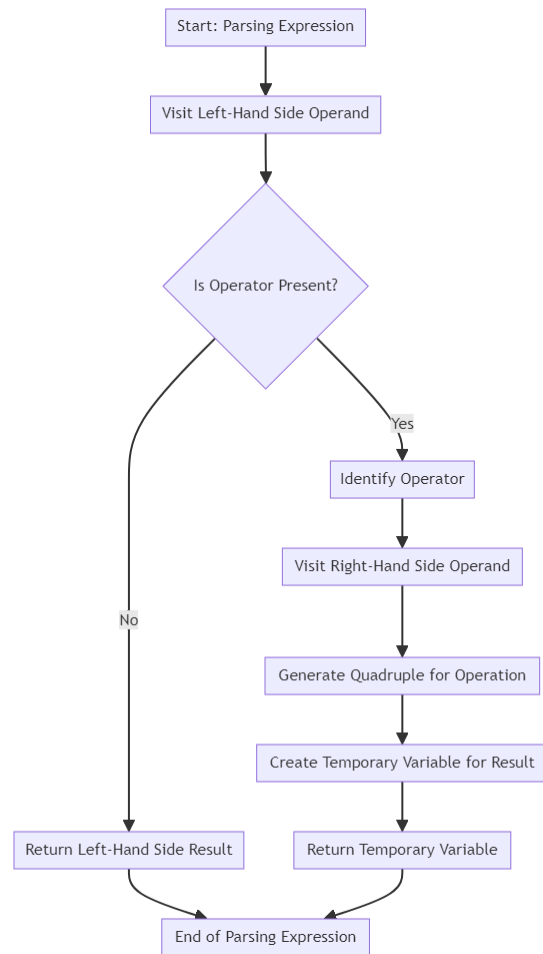 Start: Parsing Expression
Visit Left-Hand Side Operand
Is Operator Present?
Yes
Identify Operator
Visit Right-Hand Side Operand
No
Generate Quadruple for Operation
Create Temporary Variable for Result
Return Left-Hand Side Result
Return Temporary Variable
End of Parsing Expression